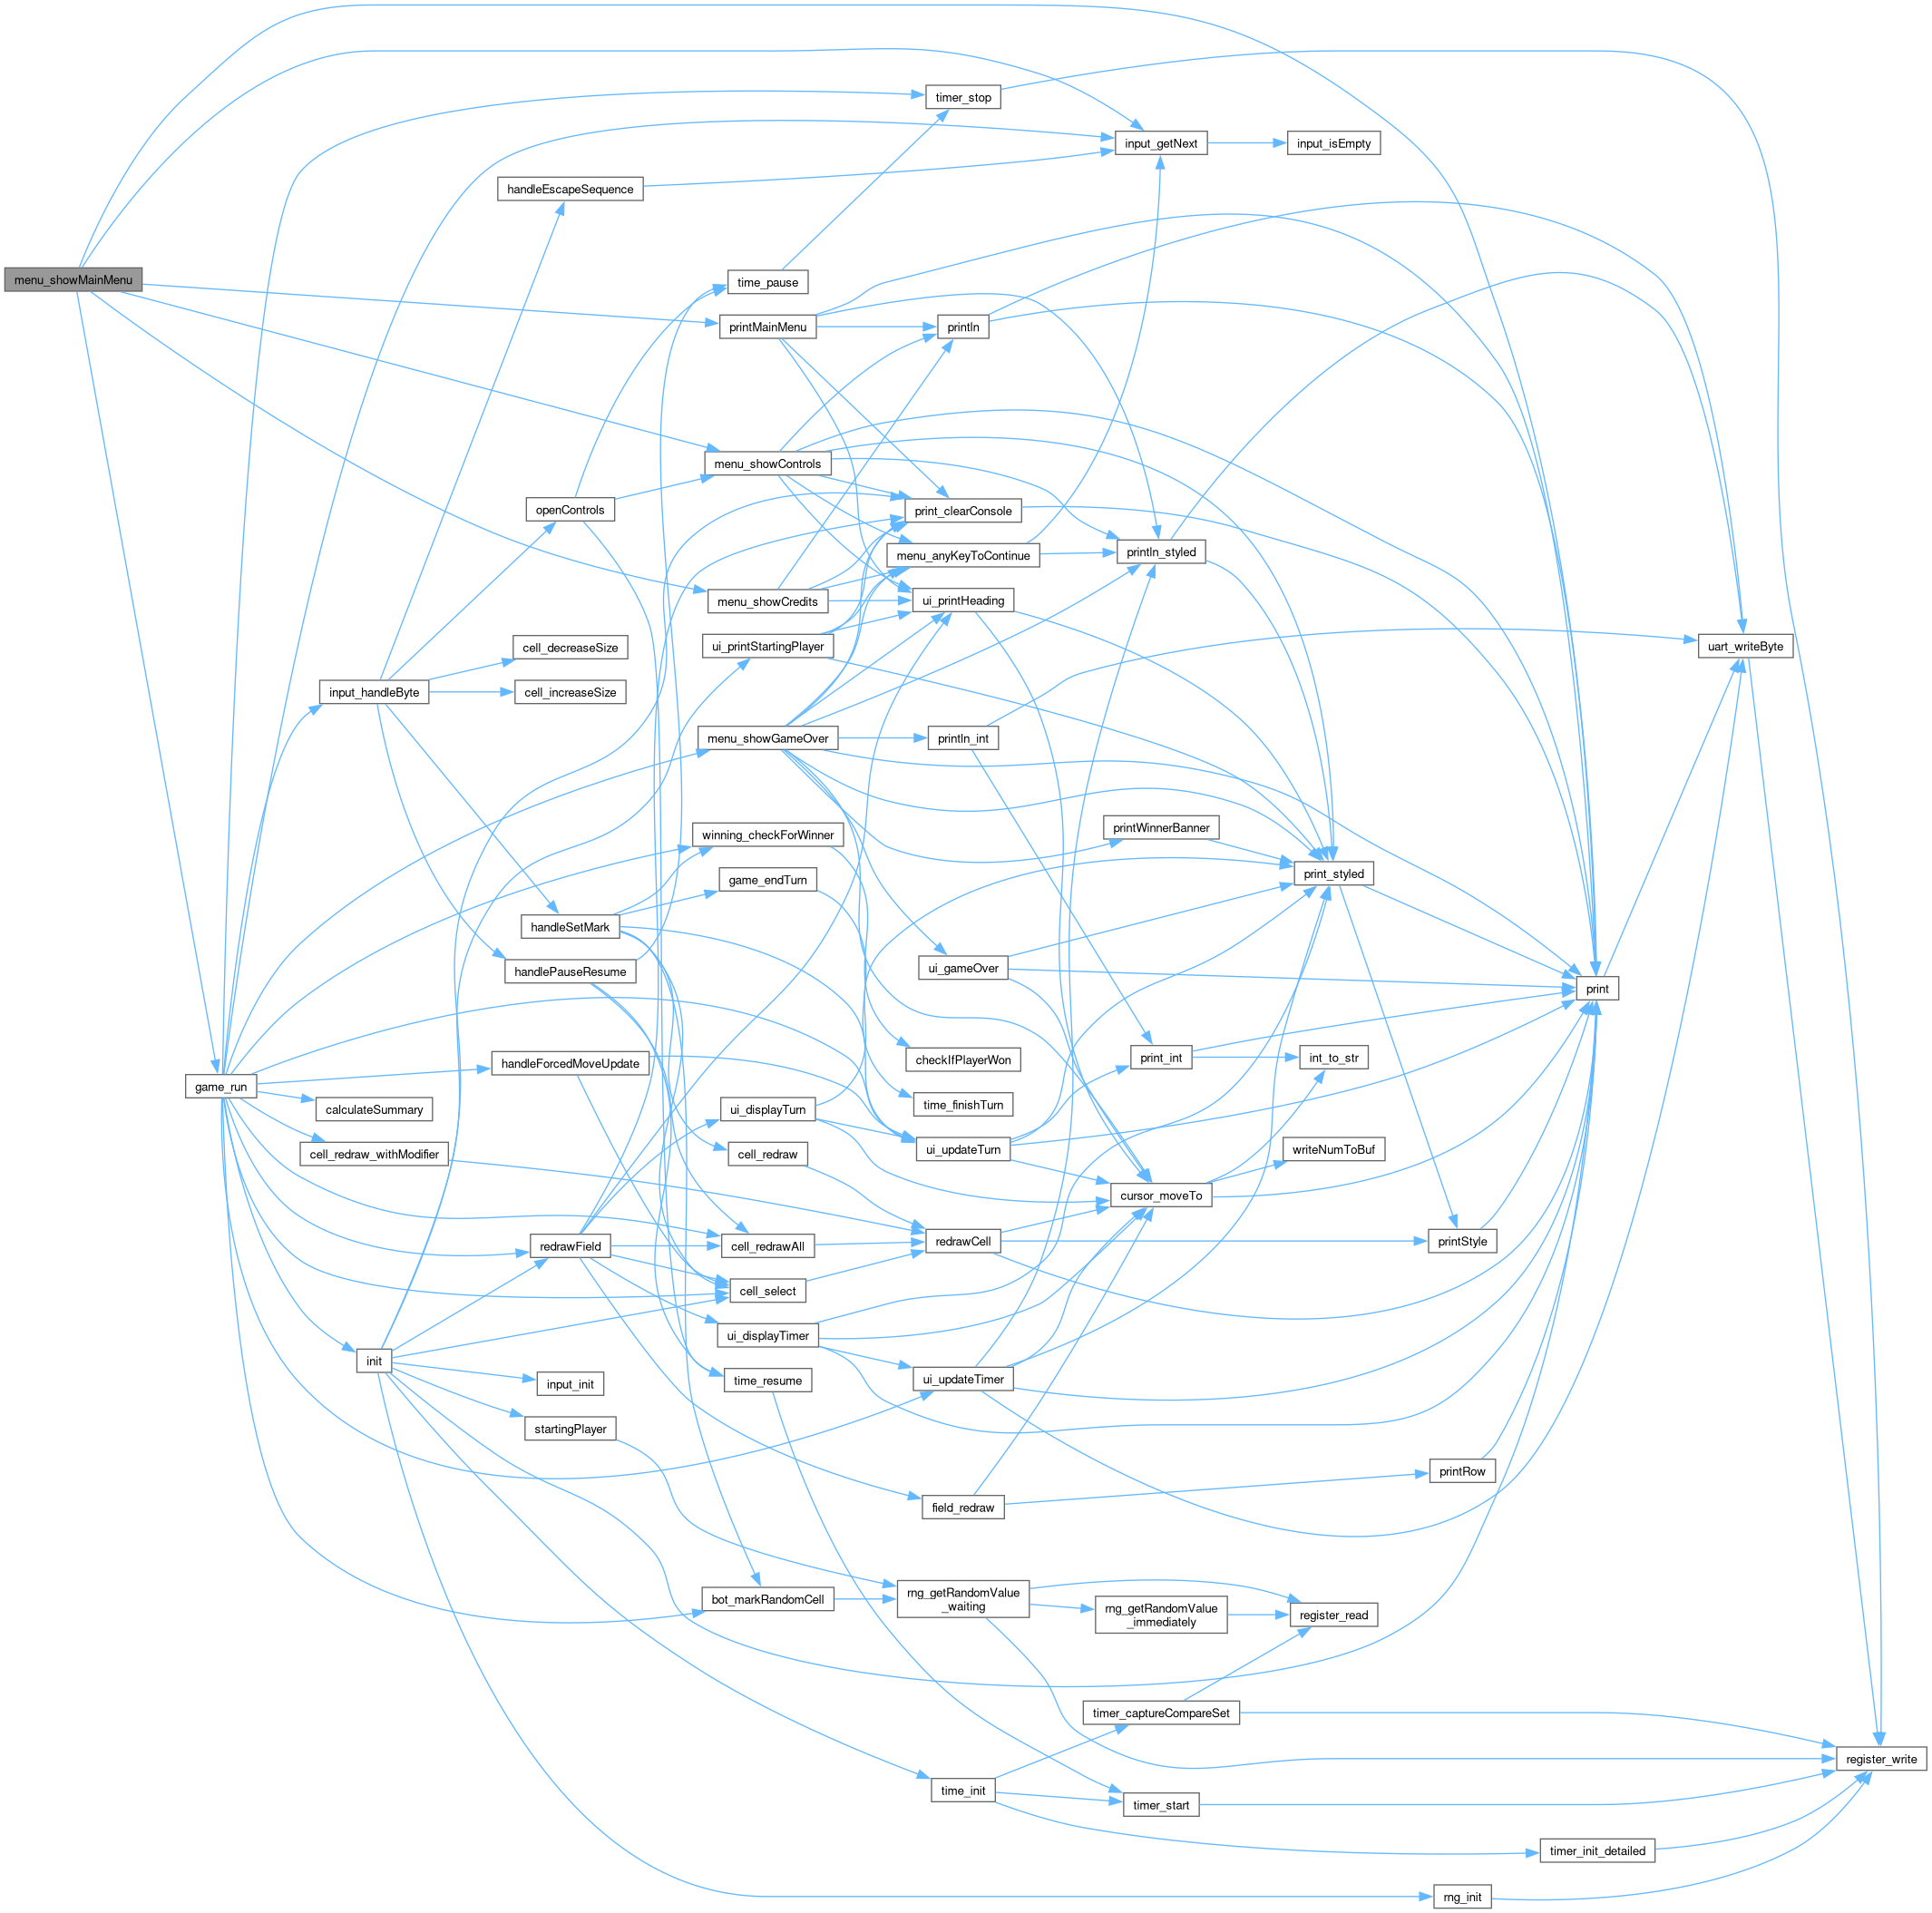 timer_stop
input_getNext
input_isEmpty
handleEscapeSequence
menu_showMainMenu
time_pause
printMainMenu
println
menu_showControls
openControls
print_clearConsole
println_styled
menu_anyKeyToContinue
menu_showCredits
ui_printHeading
ui_printStartingPlayer
uart_writeByte
cell_decreaseSize
input_handleByte
cell_increaseSize
menu_showGameOver
println_int
winning_checkForWinner
printWinnerBanner
game_endTurn
print_styled
handleSetMark
handlePauseResume
ui_gameOver
print
handleForcedMoveUpdate
checkIfPlayerWon
print_int
int_to_str
game_run
calculateSummary
ui_displayTurn
time_finishTurn
cell_redraw_withModifier
cell_redraw
ui_updateTurn
writeNumToBuf
cursor_moveTo
redrawField
cell_redrawAll
redrawCell
printStyle
cell_select
ui_displayTimer
init
input_init
time_resume
ui_updateTimer
startingPlayer
printRow
field_redraw
bot_markRandomCell
rng_getRandomValue
_waiting
rng_getRandomValue
_immediately
register_read
timer_captureCompareSet
register_write
time_init
timer_start
timer_init_detailed
rng_init